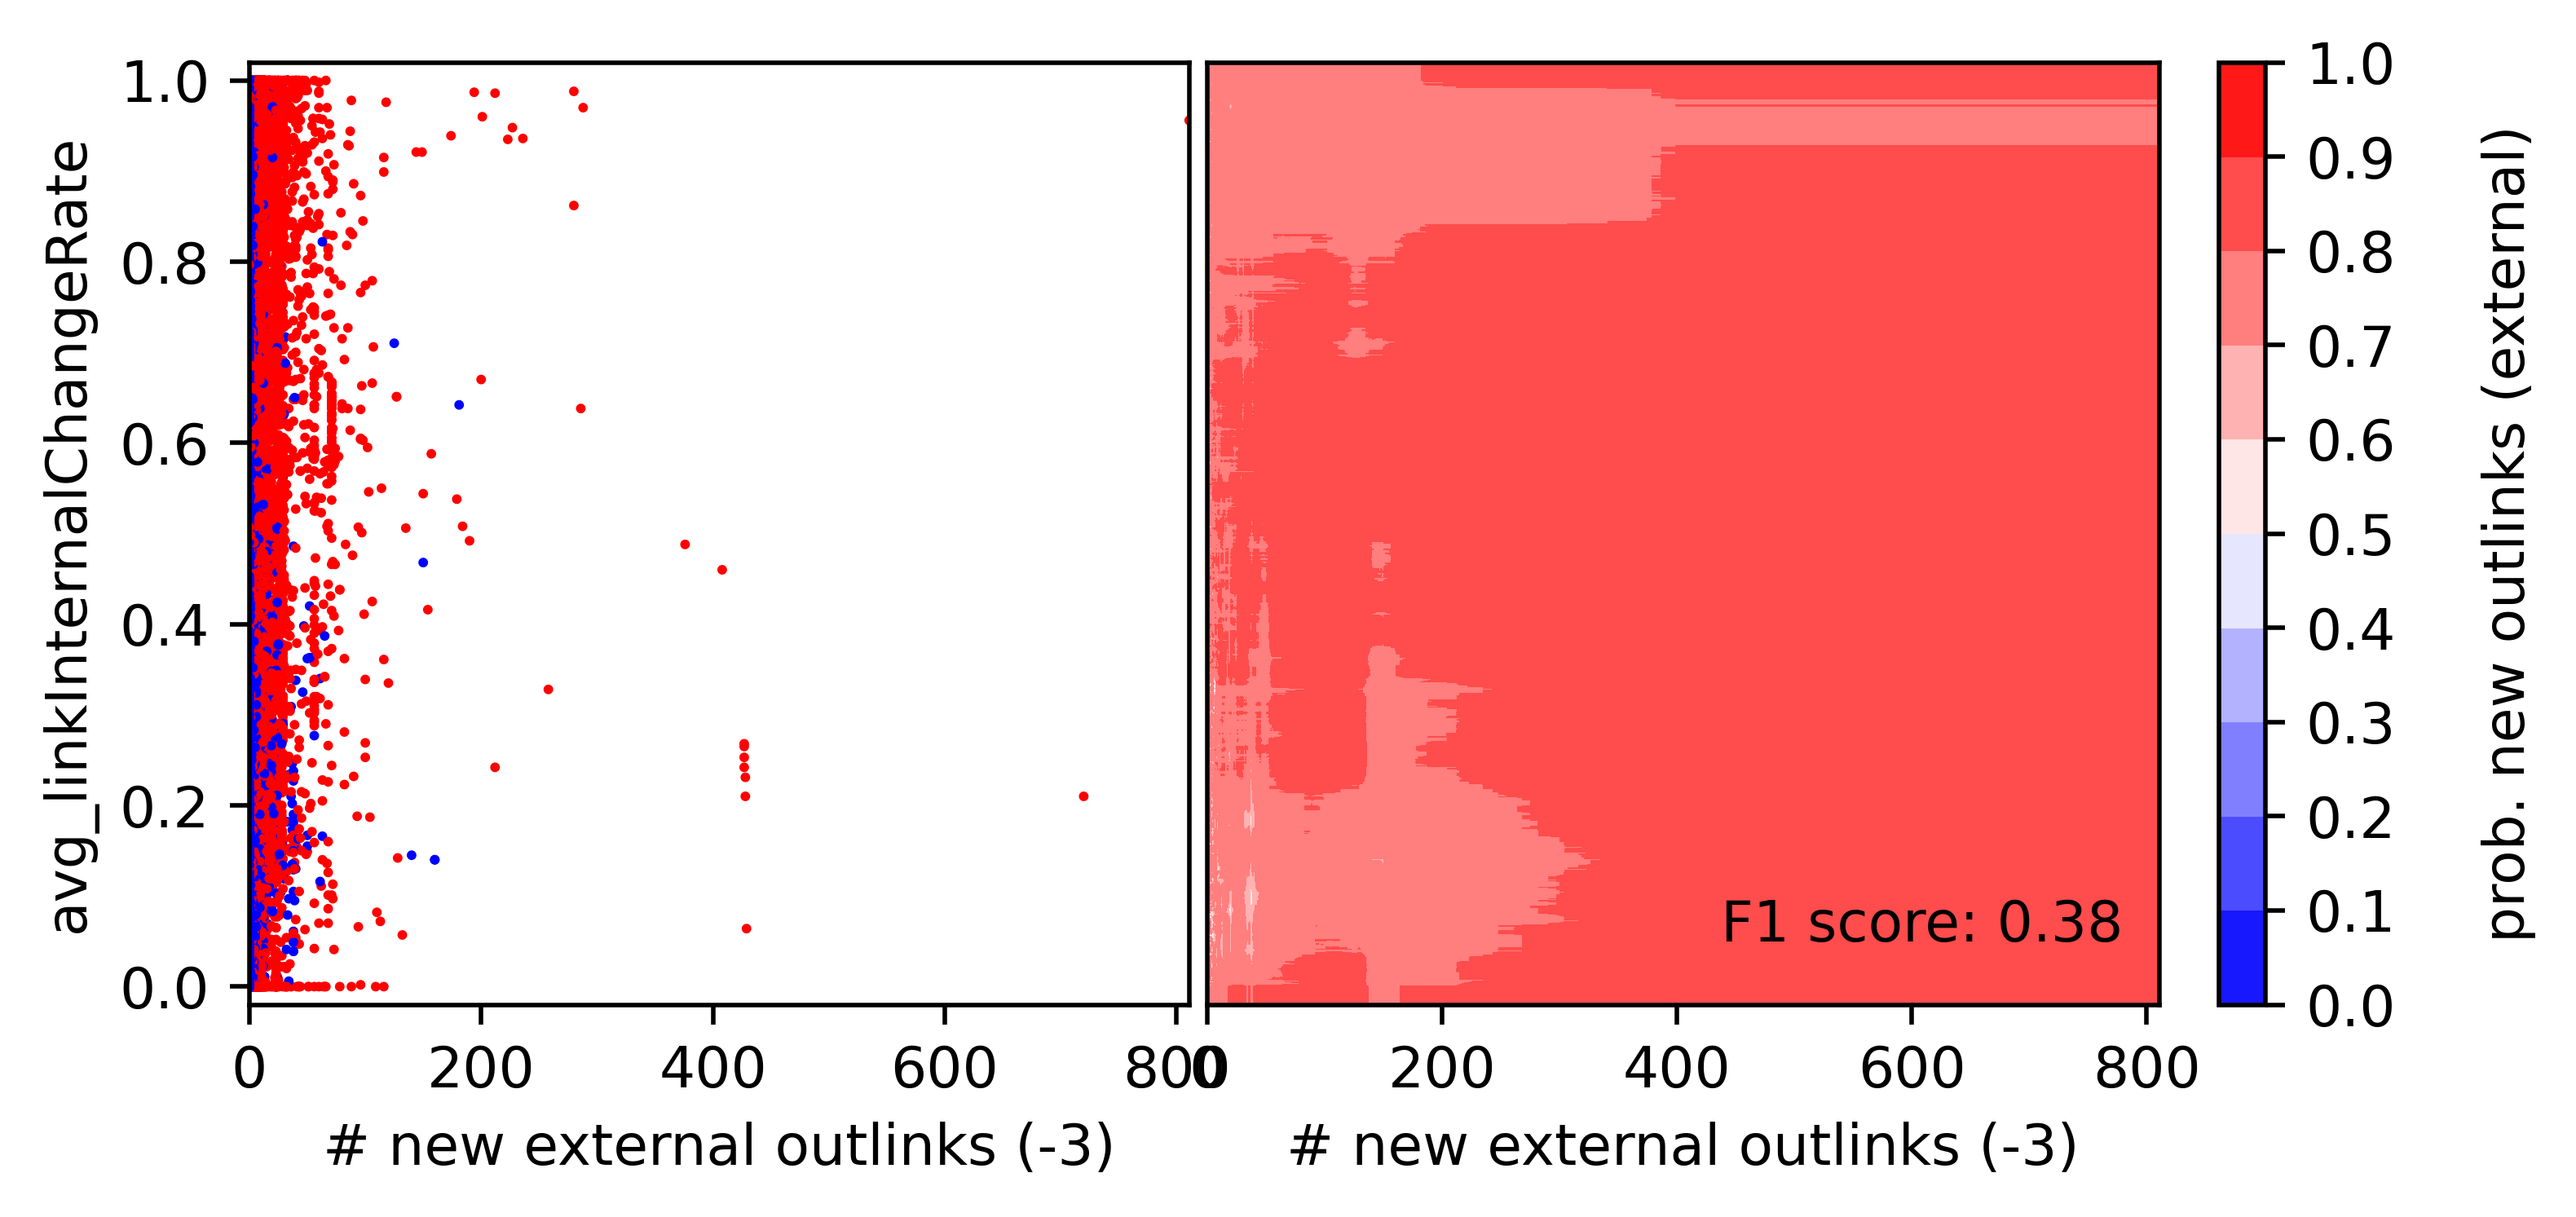 avg_linkInternalChangeRate
1.0
0.8
0.6
0.4
0.2
0.0
0 200 400 600 800
# new external outlinks (-3)
F1 score: 0.38
0 200 400 600 800
# new external outlinks (-3)
1.0
0.9
0.8
0.7
0.6
0.5
0.4
0.3
0.2
0.1
0.0
prob. new outlinks (external)